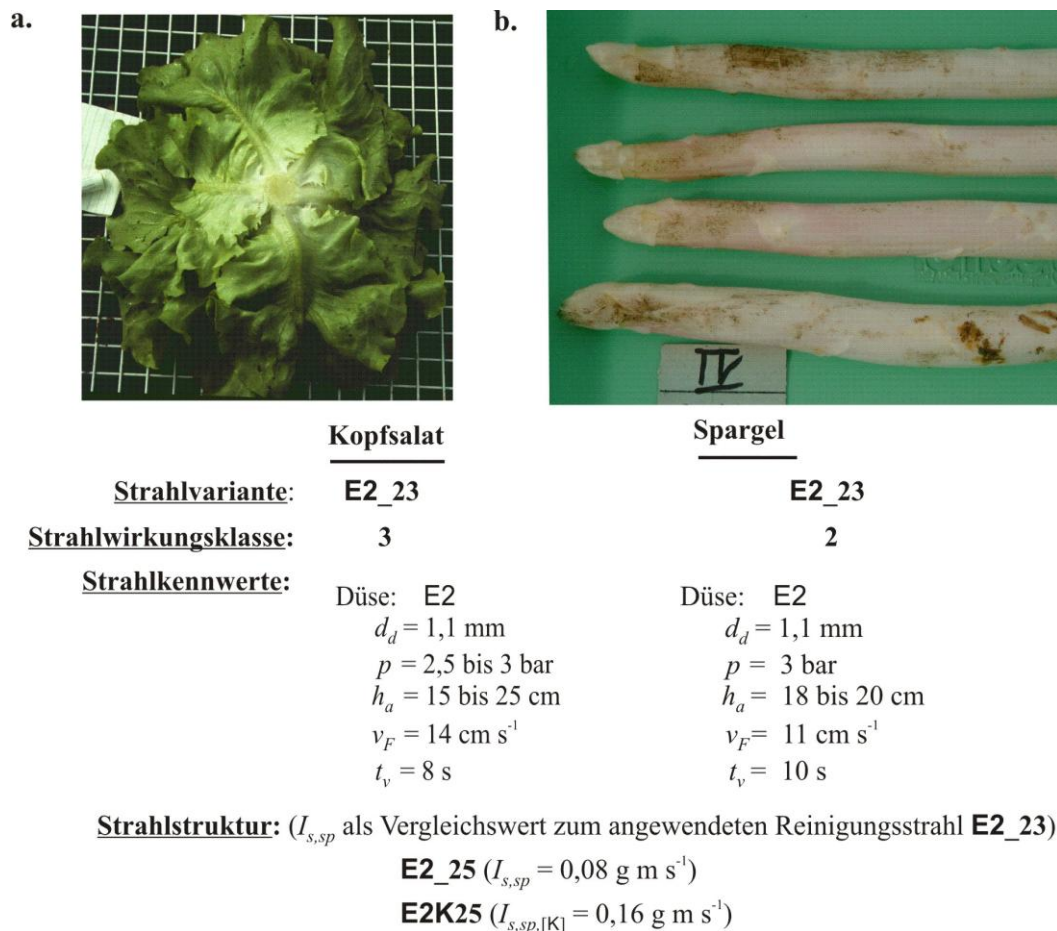 a.
b.
IV
Kopfsalat Spargel
Strahlvariante: E2_23 E2_23
Strahlwirkungsklasse: 3 2
Strahlkennwerte:
Düse: E2 Düse: E2
d_d = 1,1 mm d_d = 1,1 mm
p = 2,5 bis 3 bar p = 3 bar
h_a = 15 bis 25 cm h_a = 18 bis 20 cm
v_F = 14 cm s⁻¹ v_F = 11 cm s⁻¹
t_v = 8 s t_v = 10 s
Strahlstruktur: (I_s,sp als Vergleichswert zum angewendeten Reinigungsstrahl E2_23)
E2_25 (I_s,sp = 0,08 g m s⁻¹)
E2K25 (I_s,sp,[K] = 0,16 g m s⁻¹)